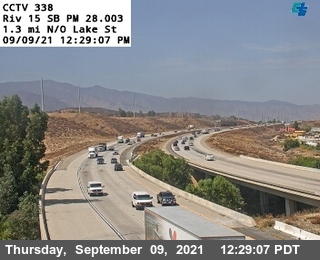 CCTV 338
Riv 15 SB PM 28.003
1.3 mi N/O Lake St
09/09/21 12:29:07 PM
Thursday, September 09, 2021 12:29:07 PDT